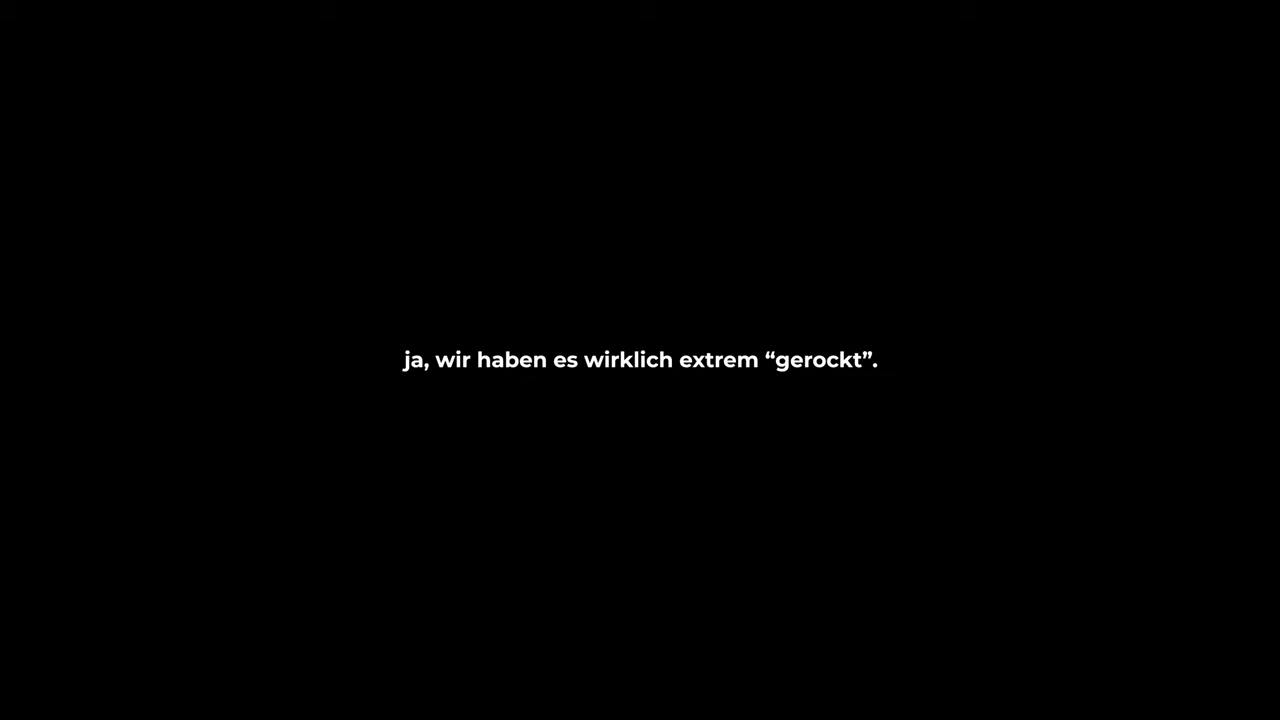 ja, wir haben es wirklich extrem “gerockt”.